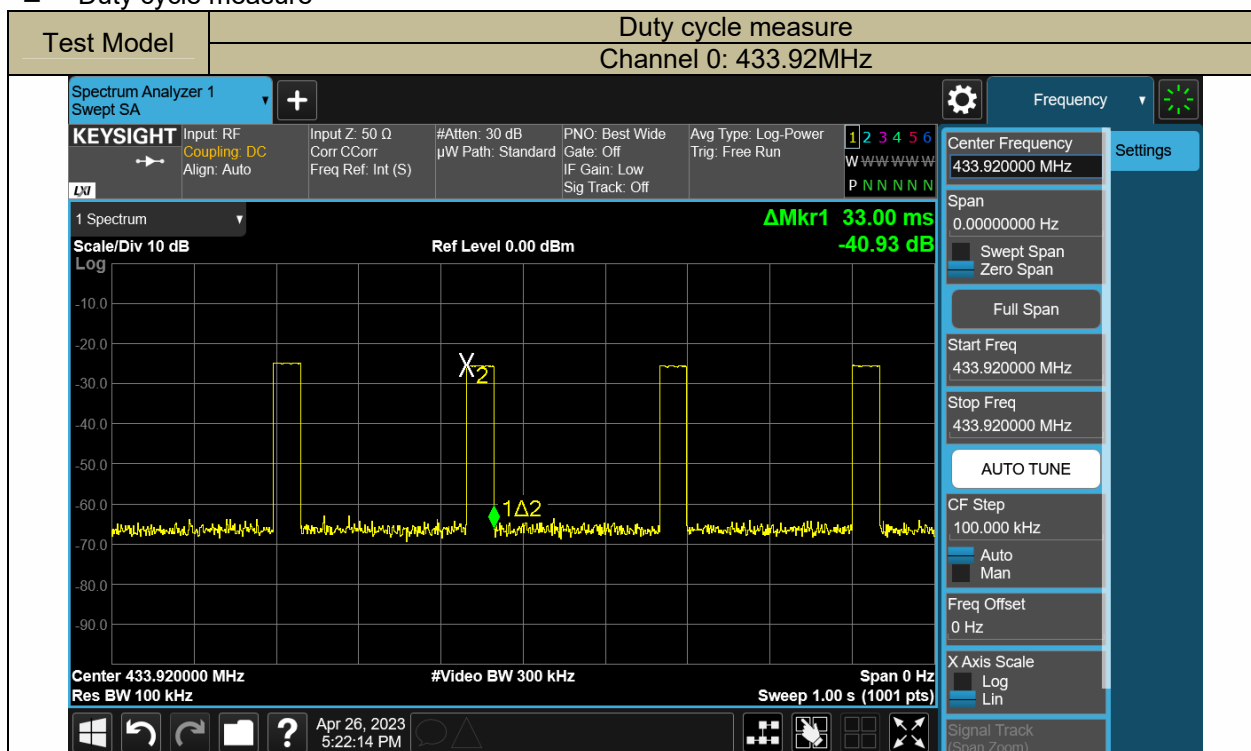 Duty cycle measure
Test Model
Duty cycle measure
Channel 0: 433.92MHz
Spectrum Analyzer 1
Swept SA
Frequency
KEYSIGHT
Input: RF
Coupling: DC
Align: Auto
Input Z: 50 Ω
Corr CCorr
Freq Ref: Int (S)
#Atten: 30 dB
µW Path: Standard
PNO: Best Wide
Gate: Off
IF Gain: Low
Sig Track: Off
Avg Type: Log-Power
Trig: Free Run
1 2 3 4 5 6
W W W W W W
P N N N N N
LXI
1 Spectrum
ΔMkr1 33.00 ms
-40.93 dB
Scale/Div 10 dB
Ref Level 0.00 dBm
Log
-10.0
-20.0
-30.0
-40.0
-50.0
-60.0
-70.0
-80.0
-90.0
X2
1Δ2
Center 433.920000 MHz
#Video BW 300 kHz
Span 0 Hz
Res BW 100 kHz
Sweep 1.00 s (1001 pts)
Apr 26, 2023
5:22:14 PM
Center Frequency
433.920000 MHz
Settings
Span
0.00000000 Hz
Swept Span
Zero Span
Full Span
Start Freq
433.920000 MHz
Stop Freq
433.920000 MHz
AUTO TUNE
CF Step
100.000 kHz
Auto
Man
Freq Offset
0 Hz
X Axis Scale
Log
Lin
Signal Track
(Span Zoom)